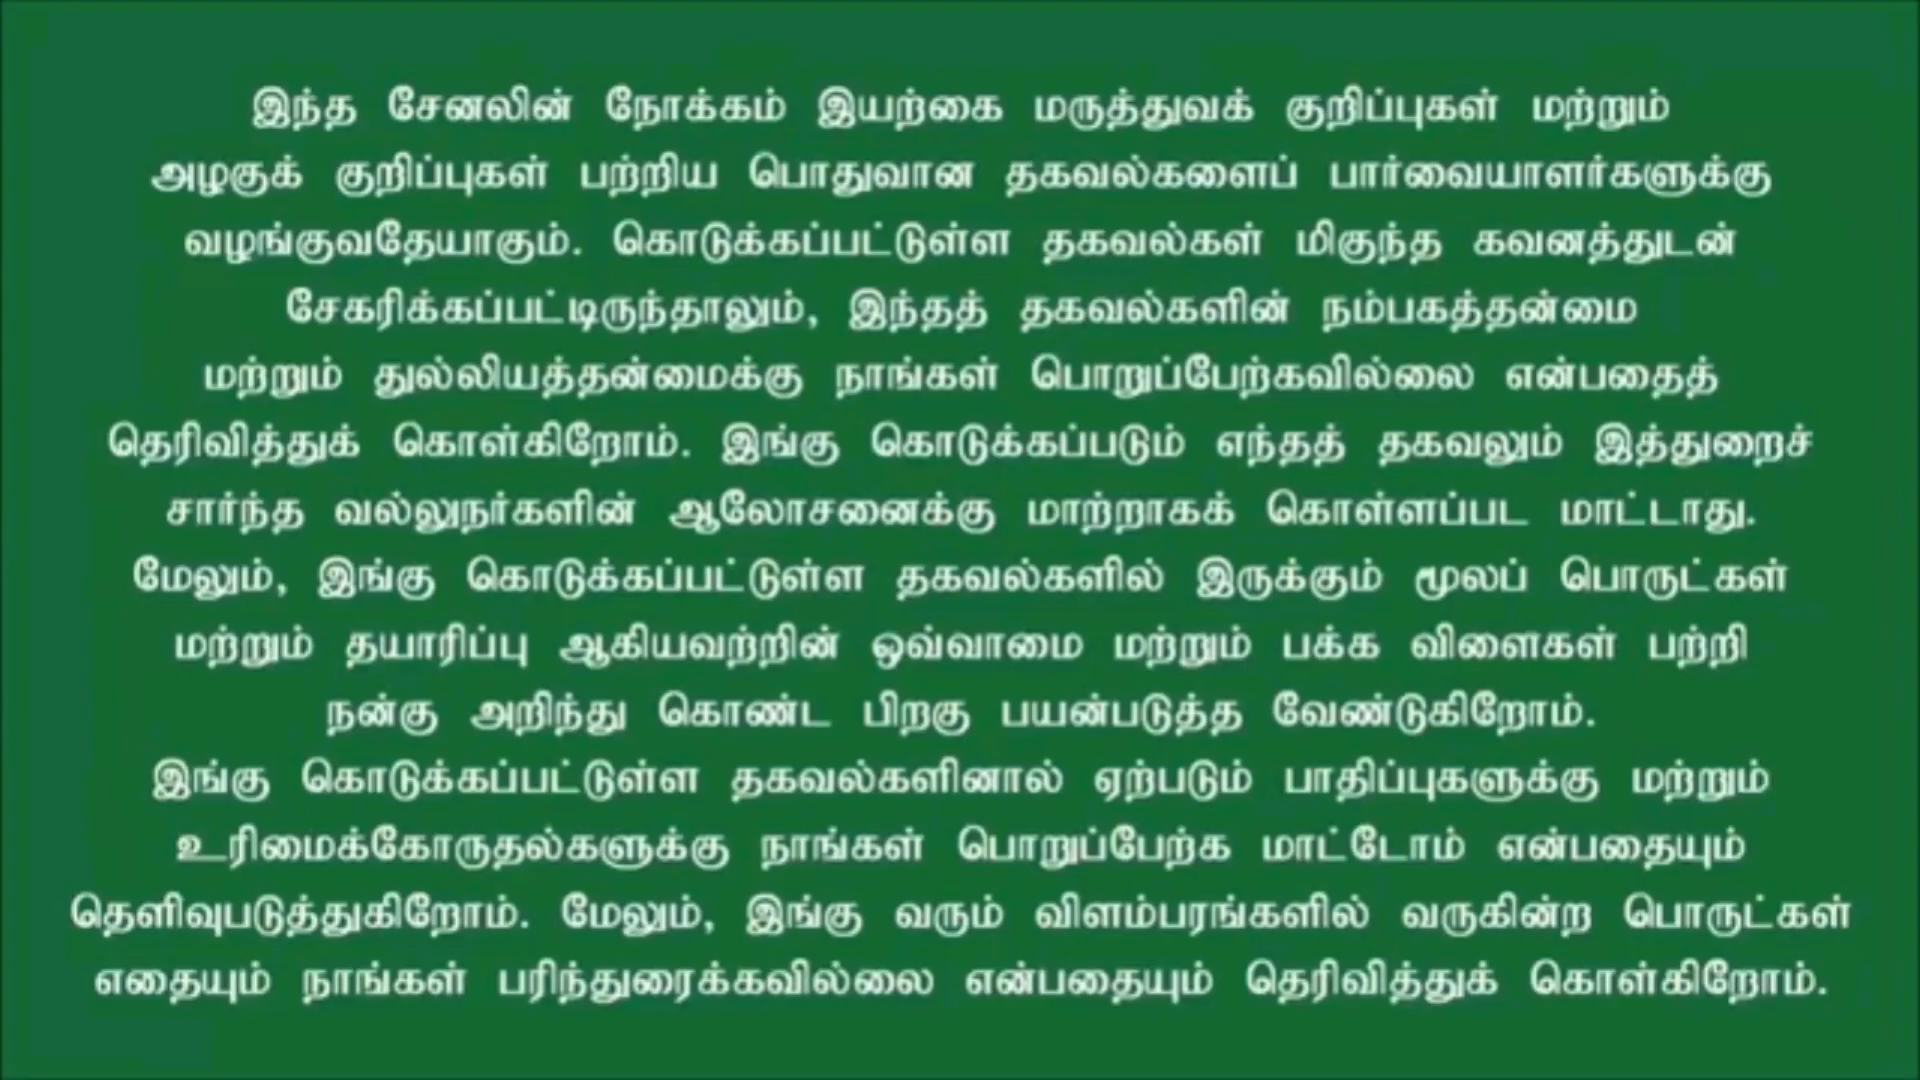 இந்த சேனலின் நோக்கம் இயற்கை மருத்துவக் குறிப்புகள் மற்றும்
அழகுக் குறிப்புகள் பற்றிய பொதுவான தகவல்களைப் பார்வையாளர்களுக்கு
வழங்குவதேயாகும். கொடுக்கப்பட்டுள்ள தகவல்கள் மிகுந்த கவனத்துடன்
சேகரிக்கப்பட்டிருந்தாலும், இந்தத் தகவல்களின் நம்பகத்தன்மை
மற்றும் துல்லியத்தன்மைக்கு நாங்கள் பொறுப்பேற்கவில்லை என்பதைத்
தெரிவித்துக் கொள்கிறோம். இங்கு கொடுக்கப்படும் எந்தத் தகவலும் இத்துறைச்
சார்ந்த வல்லுநர்களின் ஆலோசனைக்கு மாற்றாகக் கொள்ளப்பட மாட்டாது.
மேலும், இங்கு கொடுக்கப்பட்டுள்ள தகவல்களில் இருக்கும் மூலப் பொருட்கள்
மற்றும் தயாரிப்பு ஆகியவற்றின் ஒவ்வாமை மற்றும் பக்க விளைகள் பற்றி
நன்கு அறிந்து கொண்ட பிறகு பயன்படுத்த வேண்டுகிறோம்.
இங்கு கொடுக்கப்பட்டுள்ள தகவல்களினால் ஏற்படும் பாதிப்புகளுக்கு மற்றும்
உரிமைக்கோருதல்களுக்கு நாங்கள் பொறுப்பேற்க மாட்டோம் என்பதையும்
தெளிவுபடுத்துகிறோம். மேலும், இங்கு வரும் விளம்பரங்களில் வருகின்ற பொருட்கள்
எதையும் நாங்கள் பரிந்துரைக்கவில்லை என்பதையும் தெரிவித்துக் கொள்கிறோம்.